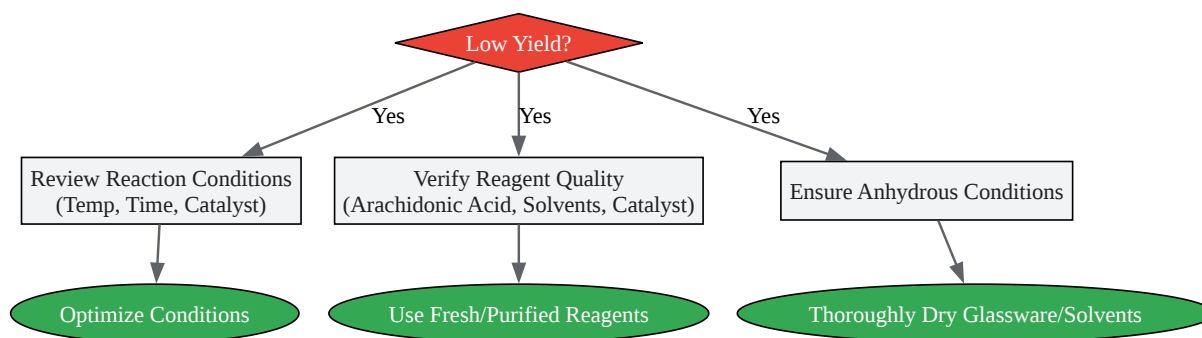 Low Yield?
Yes
Yes
Yes
Review Reaction Conditions
(Temp, Time, Catalyst)
Verify Reagent Quality
(Arachidonic Acid, Solvents, Catalyst)
Ensure Anhydrous Conditions
Optimize Conditions
Use Fresh/Purified Reagents
Thoroughly Dry Glassware/Solvents